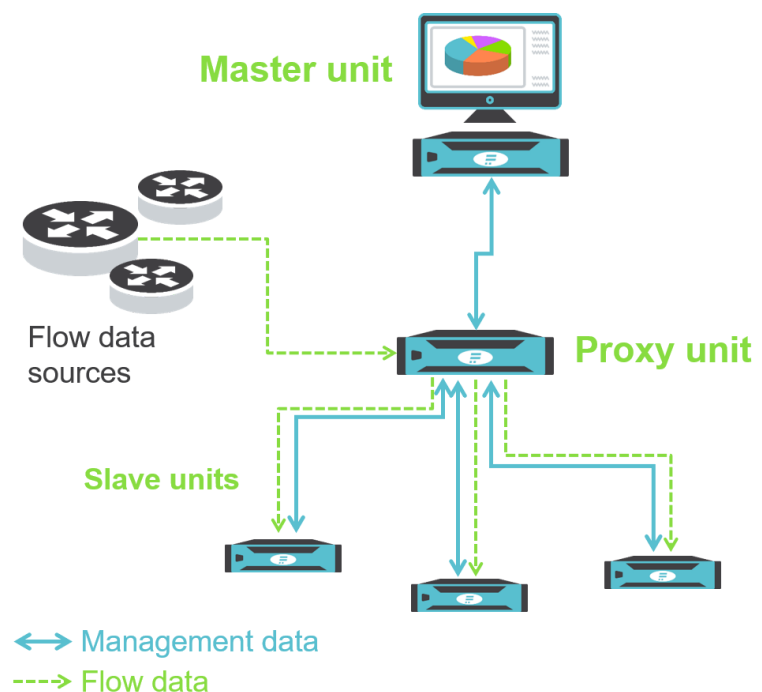 Master unit
Flow data
sources
Proxy unit
Slave units
Management data
Flow data